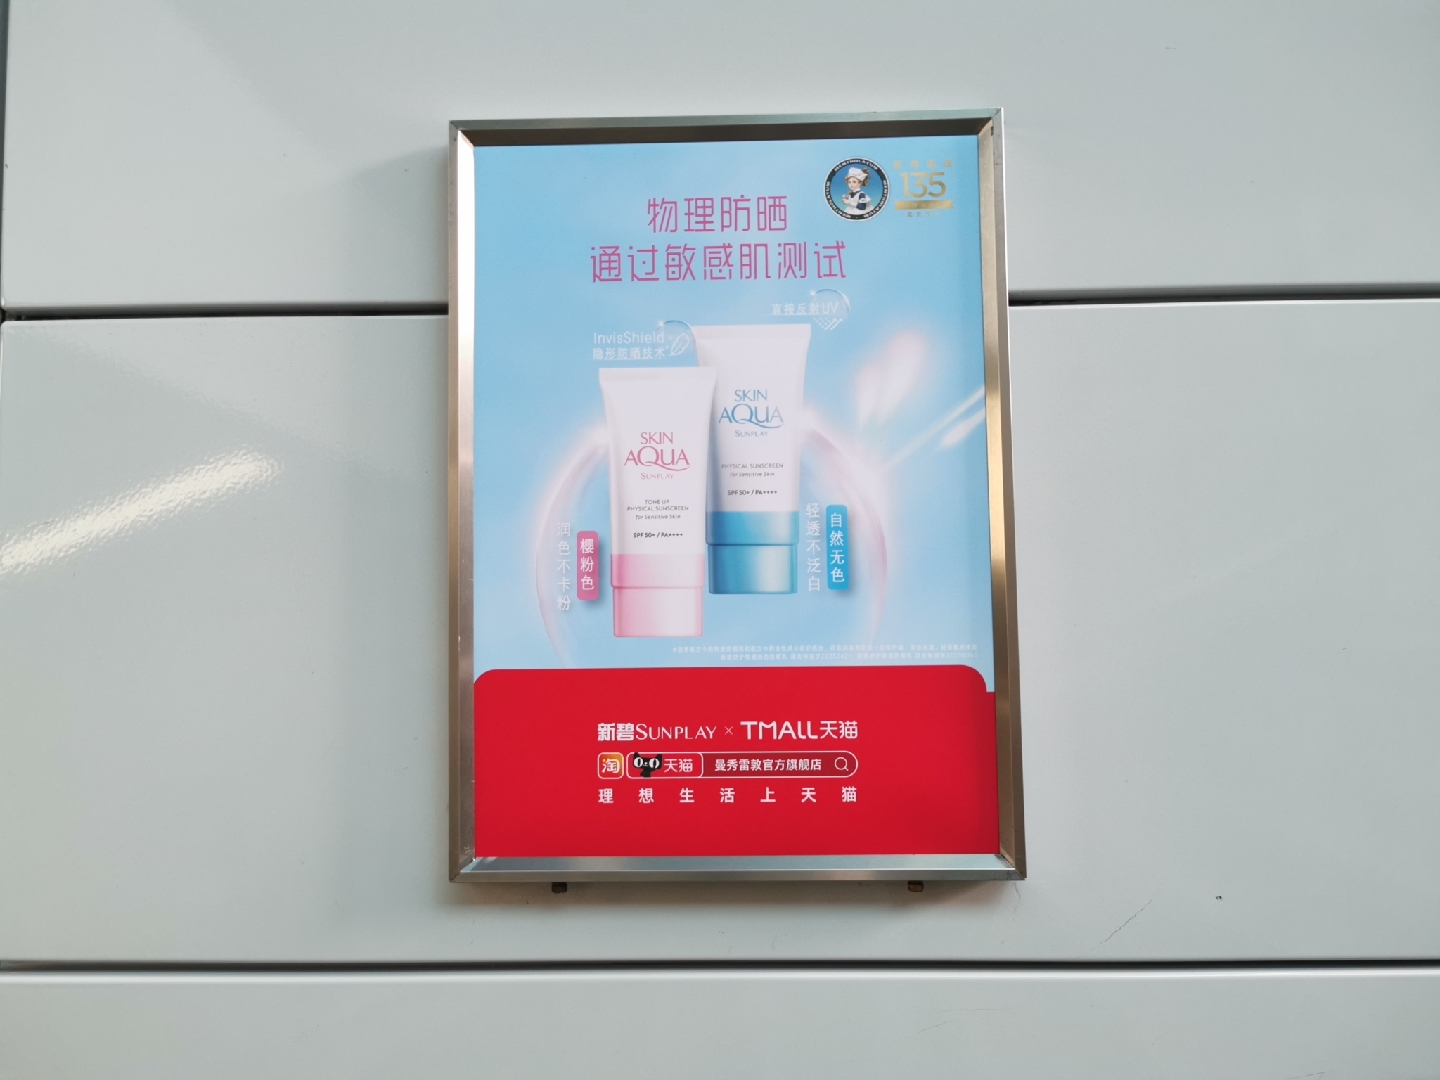 135
物理防晒
通过敏感肌测试
直接反射UV
InvisShield
隐形防晒技术
SKIN
AQUA
SUNPLAY
PHYSICAL SUNSCREEN
for Sensitive Skin
SPF 50+ / PA++++
SKIN
AQUA
SUNPLAY
TONE UP
PHYSICAL SUNSCREEN
for Sensitive Skin
SPF 50+ / PA++++
润色不卡粉
樱粉色
轻透不泛白
自然无色
新碧SUNPLAY × TMALL天猫
淘 天猫 曼秀雷敦官方旗舰店
理想生活上天猫